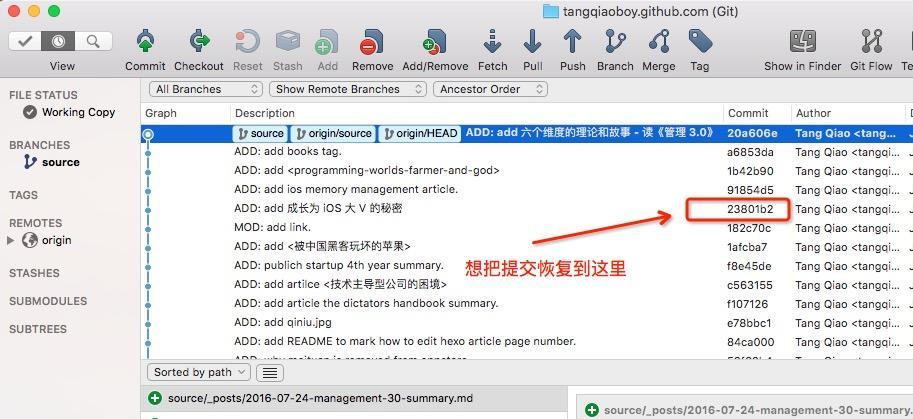 tangqiaoboy.github.com (Git)
View Commit Checkout Reset Stash Add Remove Add/Remove Fetch Pull Push Branch Merge Tag Show in Finder Git Flow Te
FILE STATUS
Working Copy
BRANCHES
source
TAGS
REMOTES
origin
STASHES
SUBMODULES
SUBTREES
All Branches Show Remote Branches Ancestor Order
Graph Description Commit Author D
source origin/source origin/HEAD ADD: add 六个维度的理论和故事 - 读《管理 3.0》 20a606e Tang Qiao <tang...
ADD: add books tag. a6853da Tang Qiao <tangqi...
ADD: add <programming-worlds-farmer-and-god> 1b42b90 Tang Qiao <tangqi...
ADD: add ios memory management article. 91854d5 Tang Qiao <tangqi...
ADD: add 成长为 iOS 大 V 的秘密 23801b2 Tang Qiao <tangqi...
MOD: add link. 182c70c Tang Qiao <tangqi...
ADD: add <被中国黑客玩坏的苹果> 1afcba7 Tang Qiao <tangqi...
ADD: publich startup 4th year summary. f8e45de Tang Qiao <tangqi...
ADD: add artilce <技术主导型公司的困境> c563155 Tang Qiao <tangqi...
ADD: add article the dictators handbook summary. f107126 Tang Qiao <tangqi...
ADD: add qiniu.jpg e78bbc1 Tang Qiao <tangqi...
ADD: add README to mark how to edit hexo article page number. 84ca000 Tang Qiao <tangqi...
想把提交恢复到这里
Sorted by path
source/_posts/2016-07-24-management-30-summary.md
source/_posts/2016-07-24-management-30-summary.